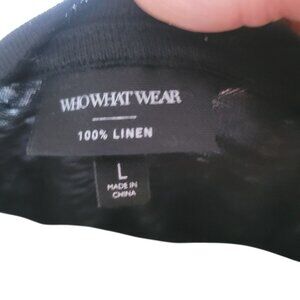 WHO WHAT WEAR
100% LINEN
L
MADE IN
CHINA